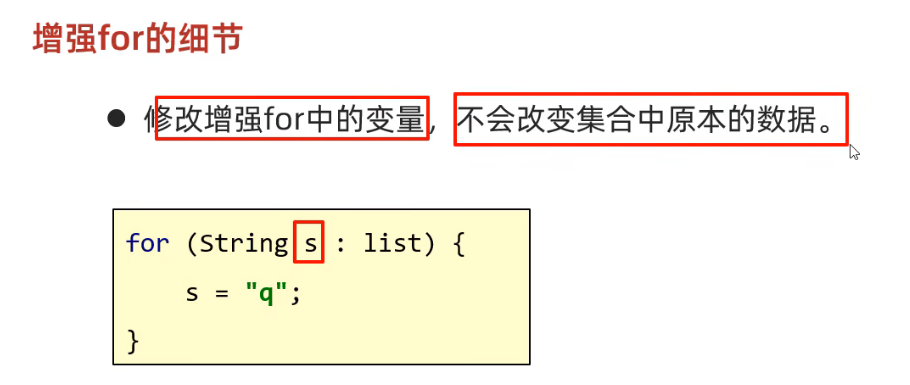 增强for的细节
● 修改增强for中的变量，不会改变集合中原本的数据。
for (String s : list) {
    s = "q";
}